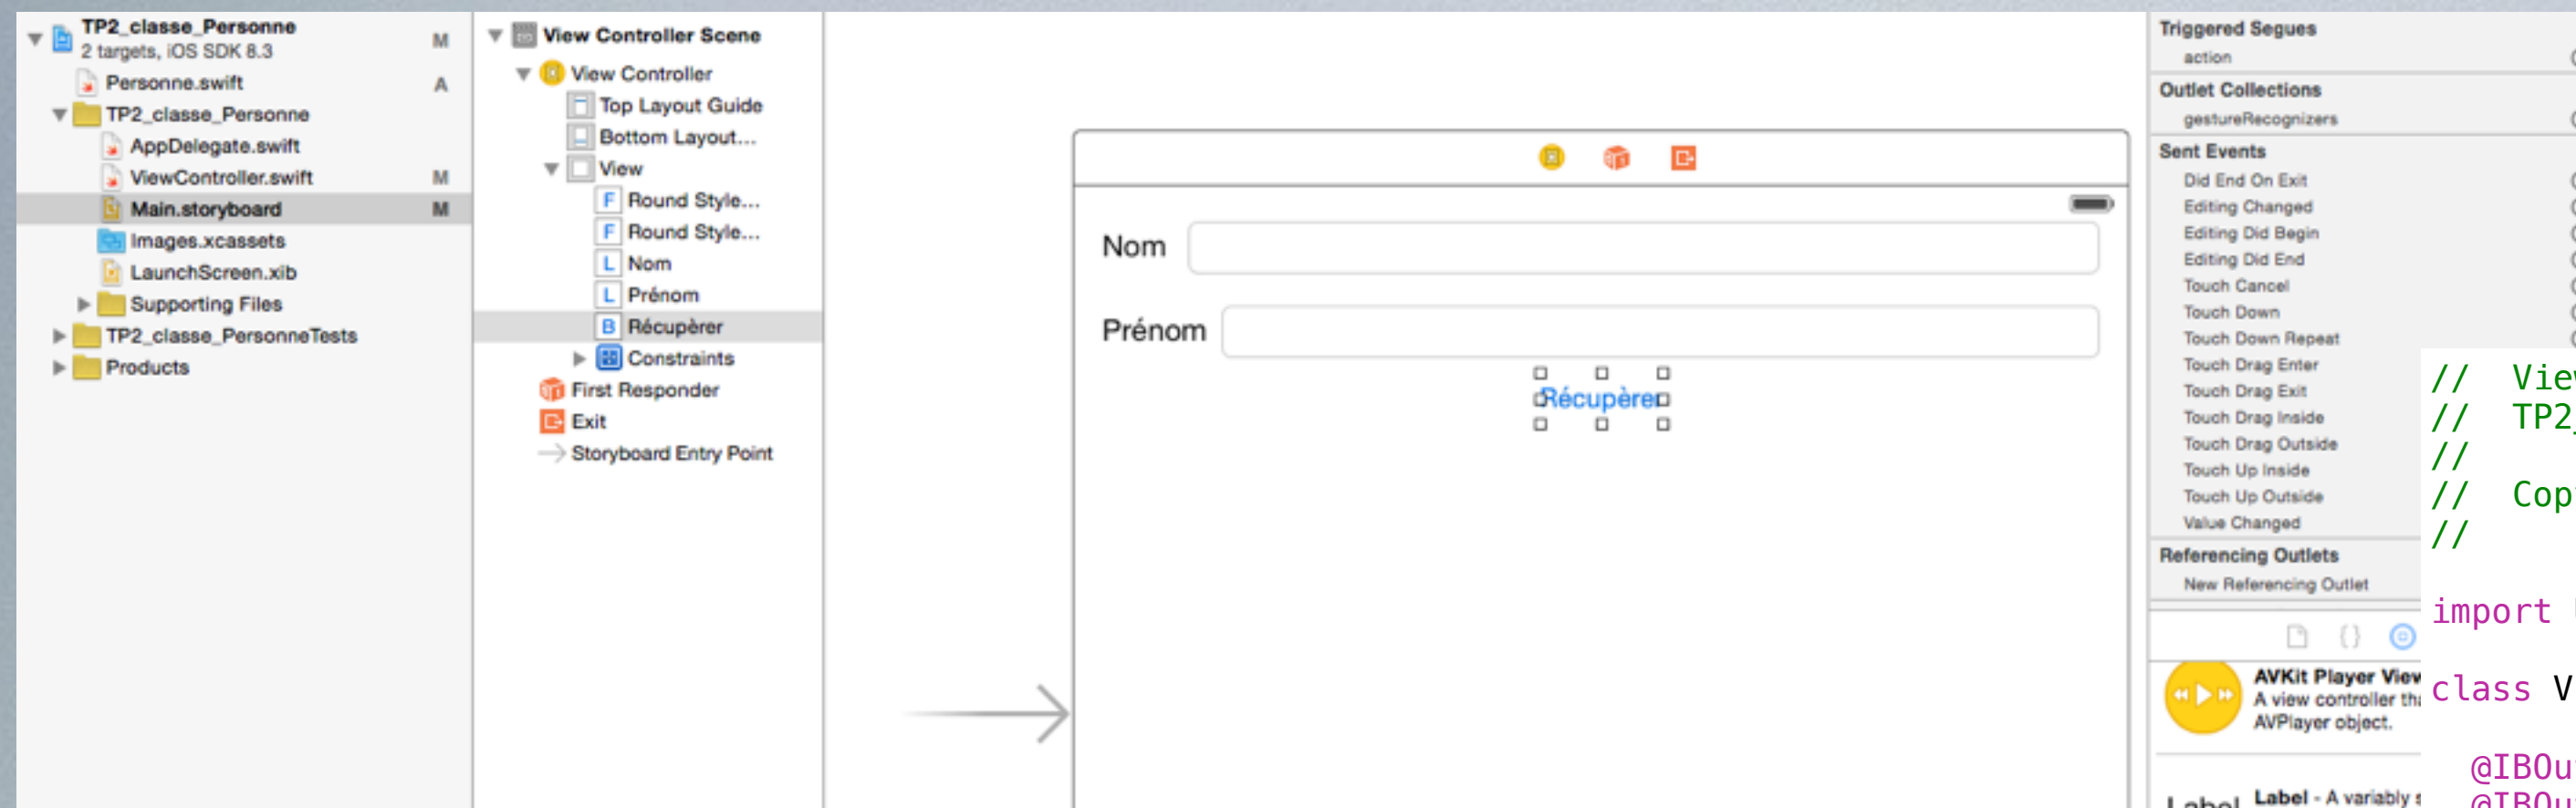 TP2_classe_Personne
2 targets, iOS SDK 8.3
M
Personne.swift
A
TP2_classe_Personne
AppDelegate.swift
ViewController.swift
M
Main.storyboard
M
Images.xcassets
LaunchScreen.xib
Supporting Files
TP2_classe_PersonneTests
Products
View Controller Scene
View Controller
Top Layout Guide
Bottom Layout...
View
F Round Style...
F Round Style...
L Nom
L Prénom
B Récupèrer
Constraints
First Responder
Exit
Storyboard Entry Point
Nom
Prénom
Récupèrer
Triggered Segues
action
Outlet Collections
gestureRecognizers
Sent Events
Did End On Exit
Editing Changed
Editing Did Begin
Editing Did End
Touch Cancel
Touch Down
Touch Down Repeat
Touch Drag Enter
Touch Drag Exit
Touch Drag Inside
Touch Drag Outside
Touch Up Inside
Touch Up Outside
Value Changed
Referencing Outlets
New Referencing Outlet
{}
AVKit Player View
A view controller tha
AVPlayer object.
Label
Label - A variably s
// Vie
// TP2_
//
// Cop
//
import
class V
@IBOu
@IBOu